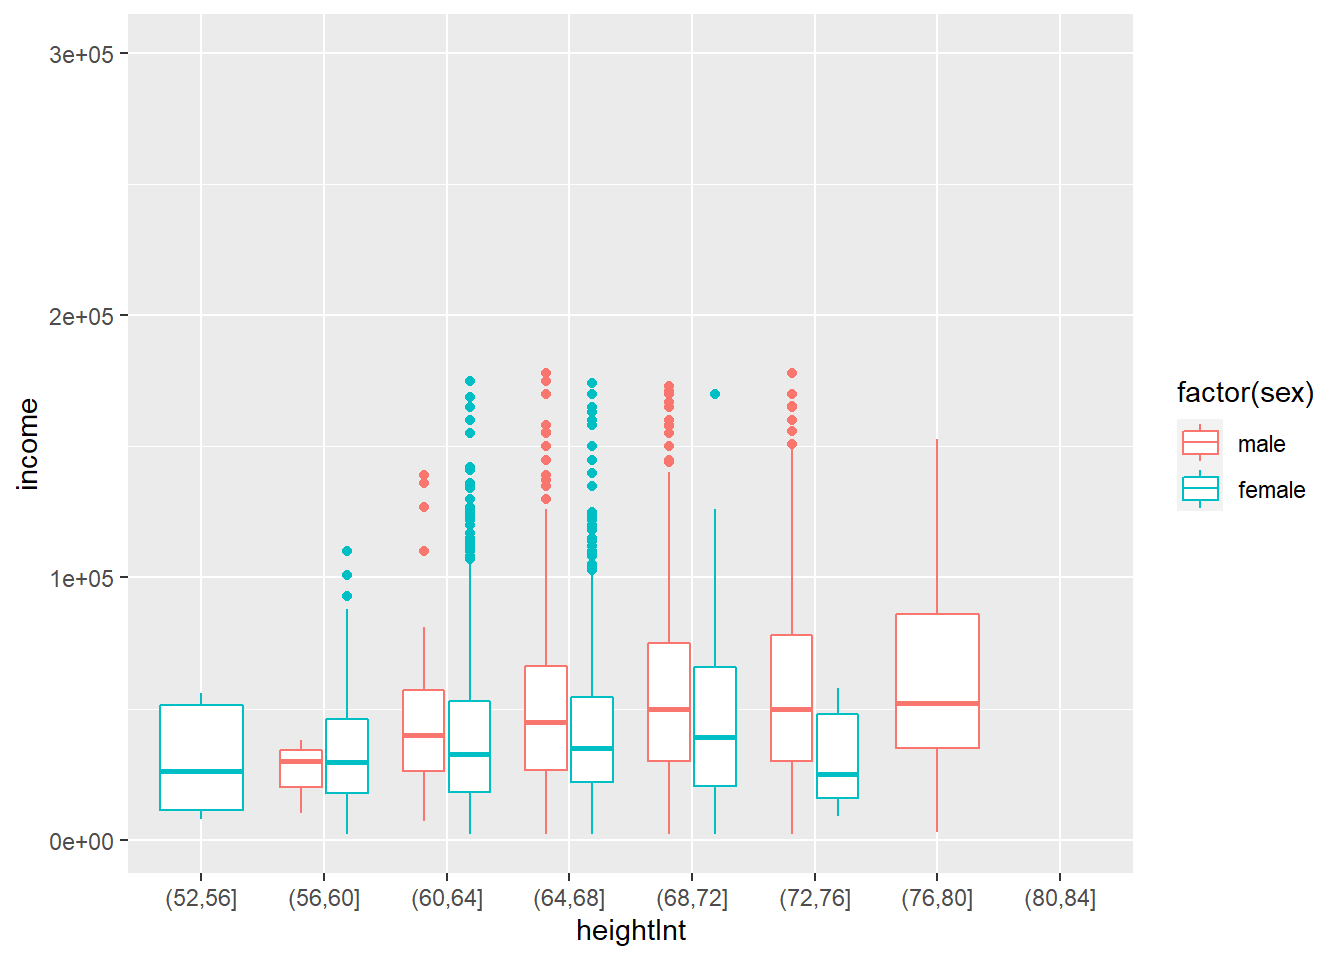 3e+05
2e+05
1e+05
0e+00
income
(52,56]
(56,60]
(60,64]
(64,68]
(68,72]
(72,76]
(76,80]
(80,84]
heightInt
factor(sex)
male
female